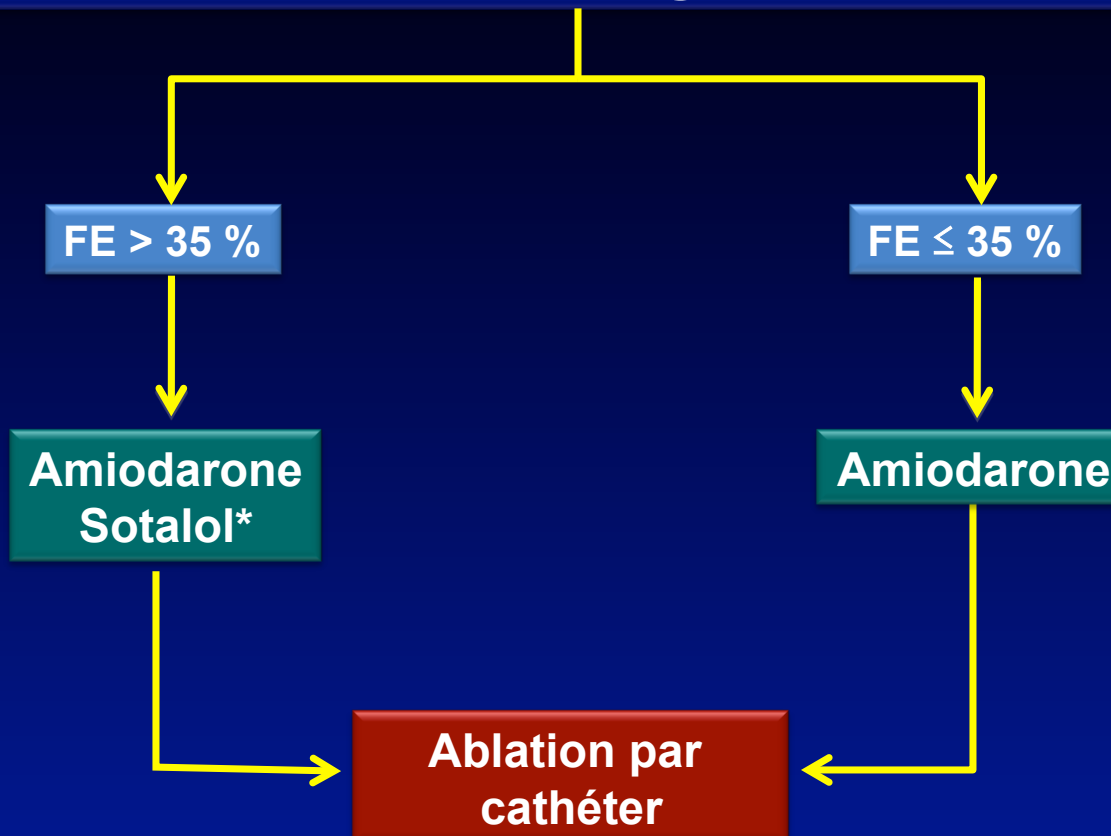 FE > 35 %
FE ≤ 35 %
Amiodarone
Sotalol*
Amiodarone
Ablation par
cathéter